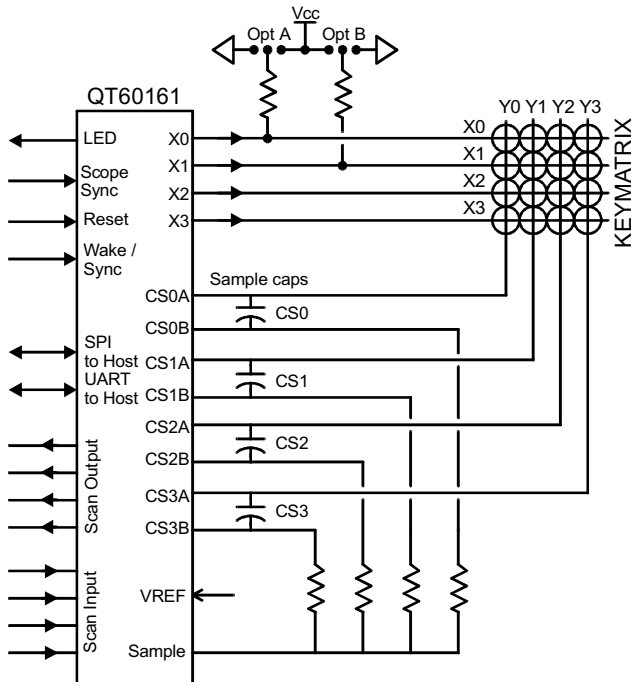 Vcc
Opt A
Opt B
QT60161
Y0 Y1 Y2 Y3
LED
X0
X0
Scope
Sync
X1
X1
X2
X2
Reset
X3
X3
KEYMATRIX
Wake /
Sync
Sample caps
CS0A
CS0
CS0B
SPI
to Host
CS1A
UART
to Host
CS1
CS1B
CS2A
CS2
CS2B
Scan Output
CS3A
CS3
CS3B
Scan Input
VREF
Sample